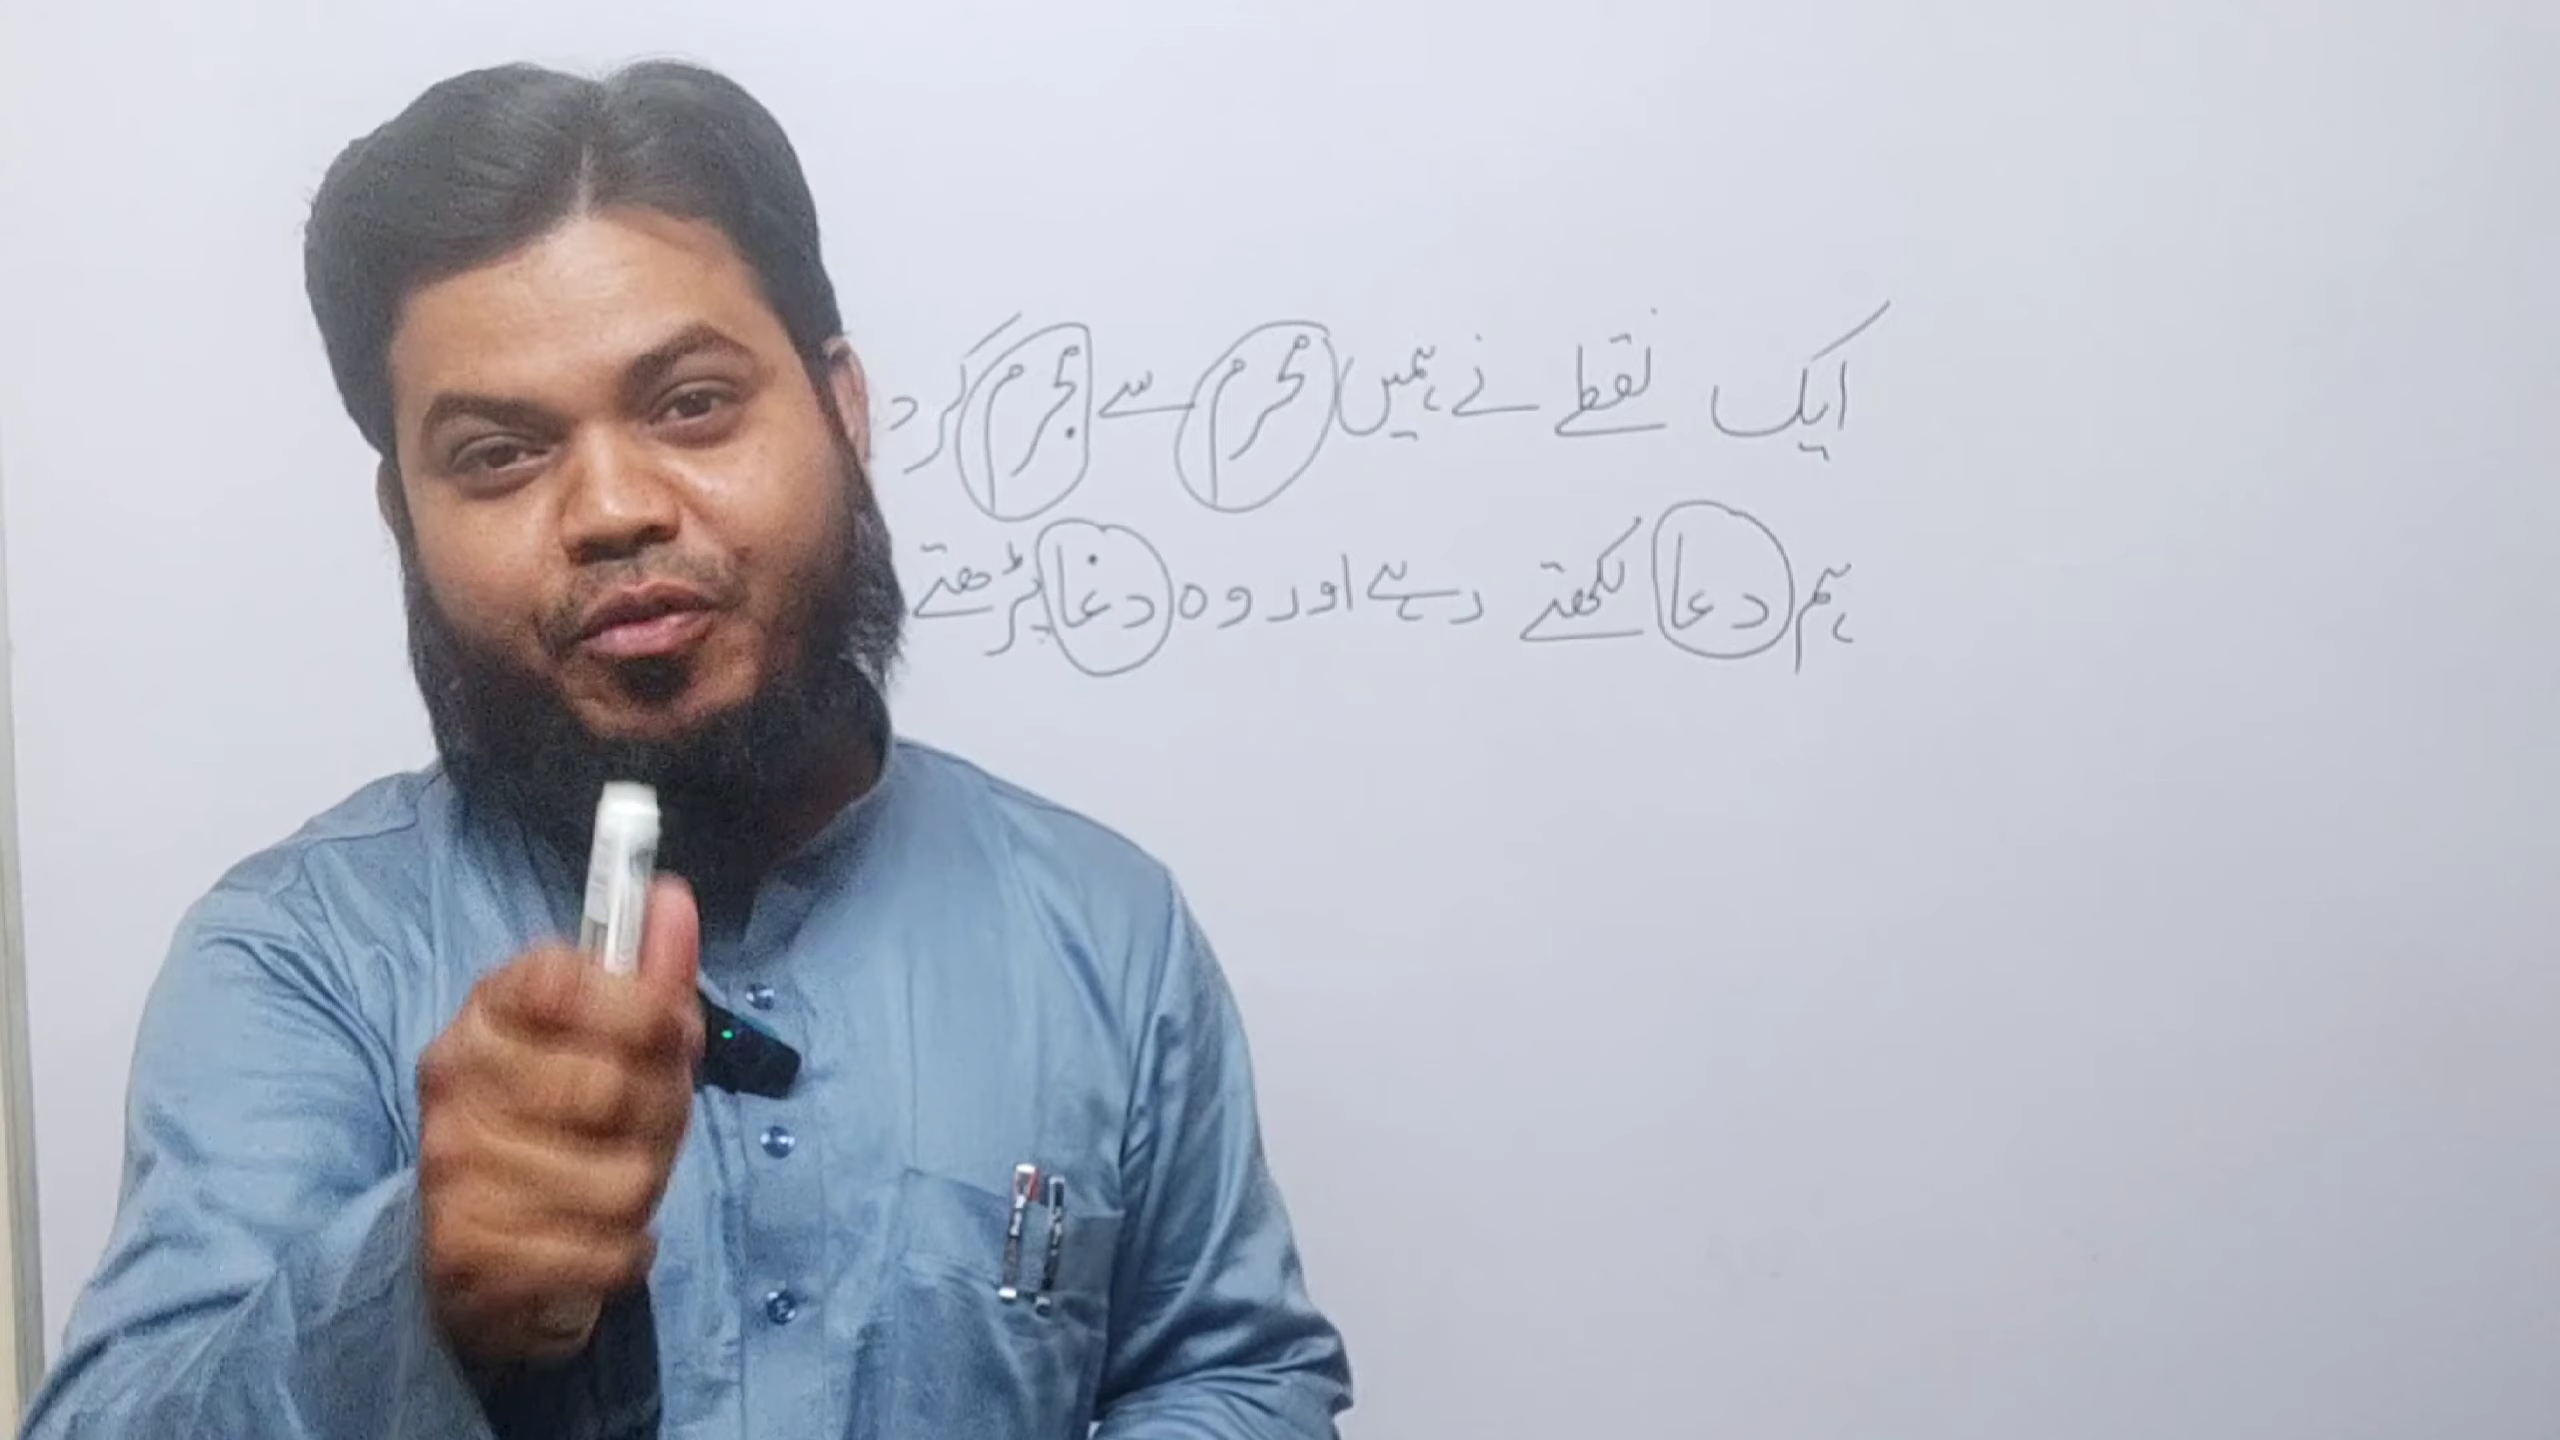 ایک نقطے نے ہمیں محرم سے مجرم کر د
ہم دعا لکھتے رہے اور وہ دغا پڑھتے